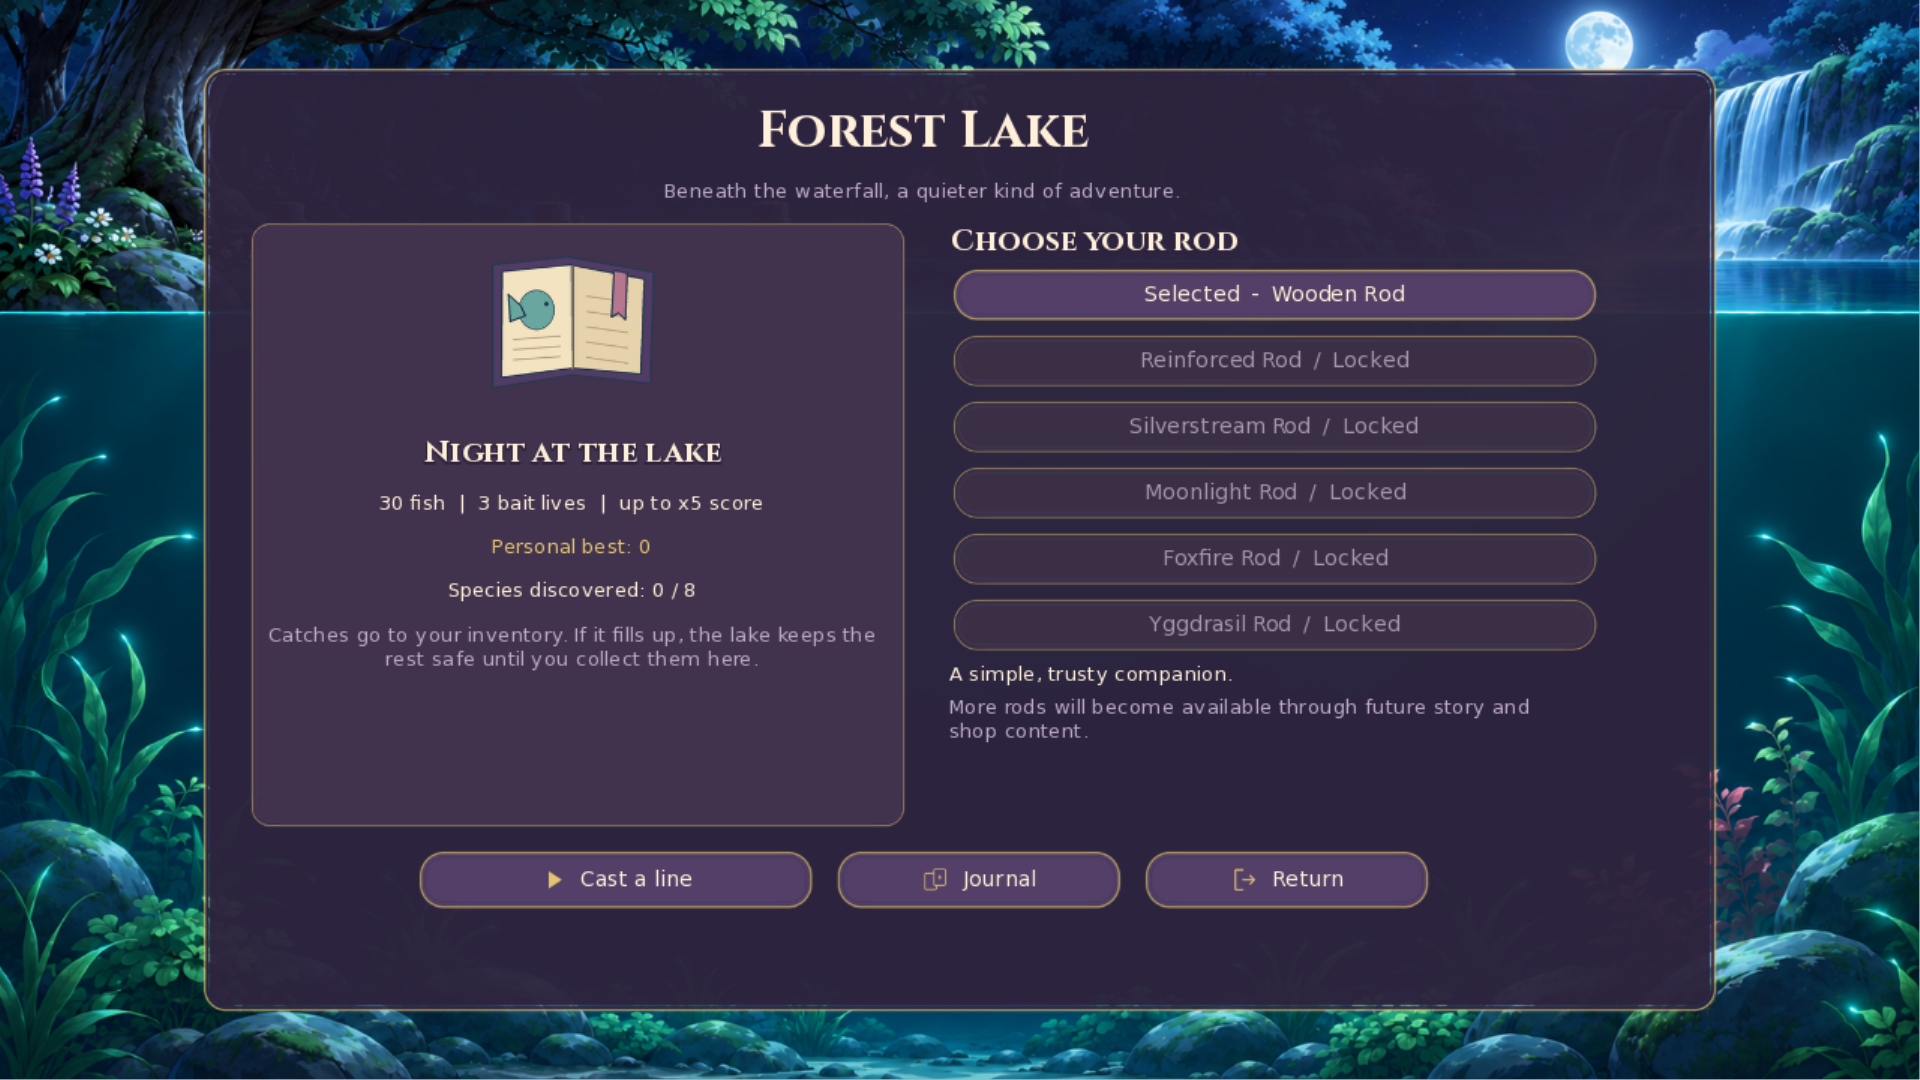 Forest Lake
Beneath the waterfall, a quieter kind of adventure.
Night at the lake
30 fish | 3 bait lives | up to x5 score
Personal best: 0
Species discovered: 0 / 8
Catches go to your inventory. If it fills up, the lake keeps the
rest safe until you collect them here.
Choose your rod
Selected - Wooden Rod
Reinforced Rod / Locked
Silverstream Rod / Locked
Moonlight Rod / Locked
Foxfire Rod / Locked
Yggdrasil Rod / Locked
A simple, trusty companion.
More rods will become available through future story and
shop content.
Cast a line
Journal
Return